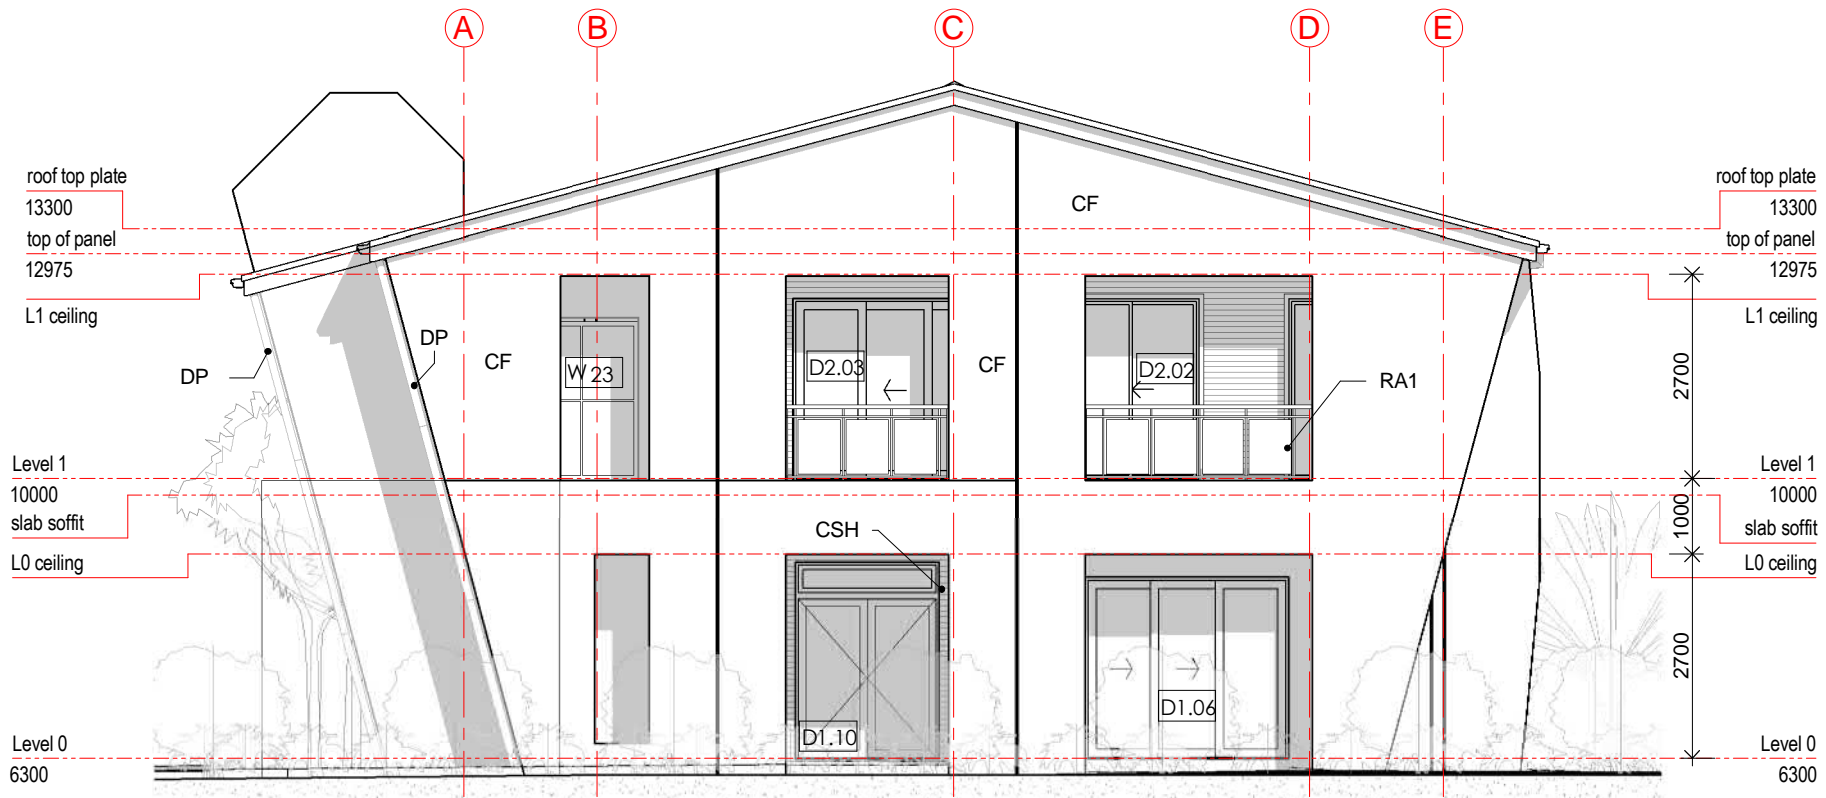 A B C D E
roof top plate
13300
top of panel
12975
L1 ceiling
roof top plate
13300
top of panel
12975
L1 ceiling
CF
DP
DP
CF
CF
W 23
D2.03
D2.02
RA1
2700
Level 1
10000
slab soffit
L0 ceiling
Level 1
10000
slab soffit
L0 ceiling
1000
CSH
2700
D1.10
D1.06
Level 0
6300
Level 0
6300